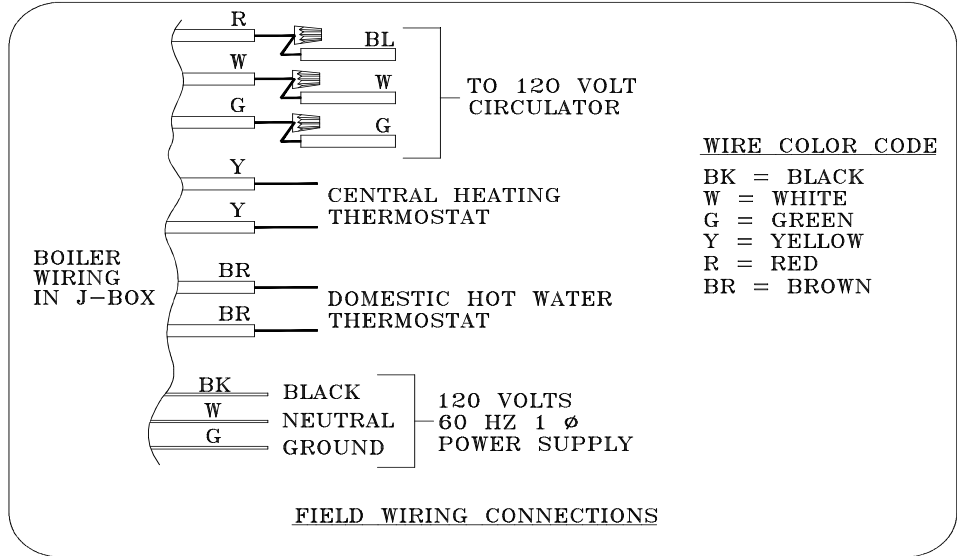 R
BL
W
W
G
G
TO 120 VOLT
CIRCULATOR
Y
Y
CENTRAL HEATING
THERMOSTAT
BOILER
WIRING
IN J-BOX
BR
BR
DOMESTIC HOT WATER
THERMOSTAT
BK
BLACK
W
NEUTRAL
G
GROUND
120 VOLTS
60 HZ 1 Ø
POWER SUPPLY
WIRE COLOR CODE
BK = BLACK
W = WHITE
G = GREEN
Y = YELLOW
R = RED
BR = BROWN
FIELD WIRING CONNECTIONS